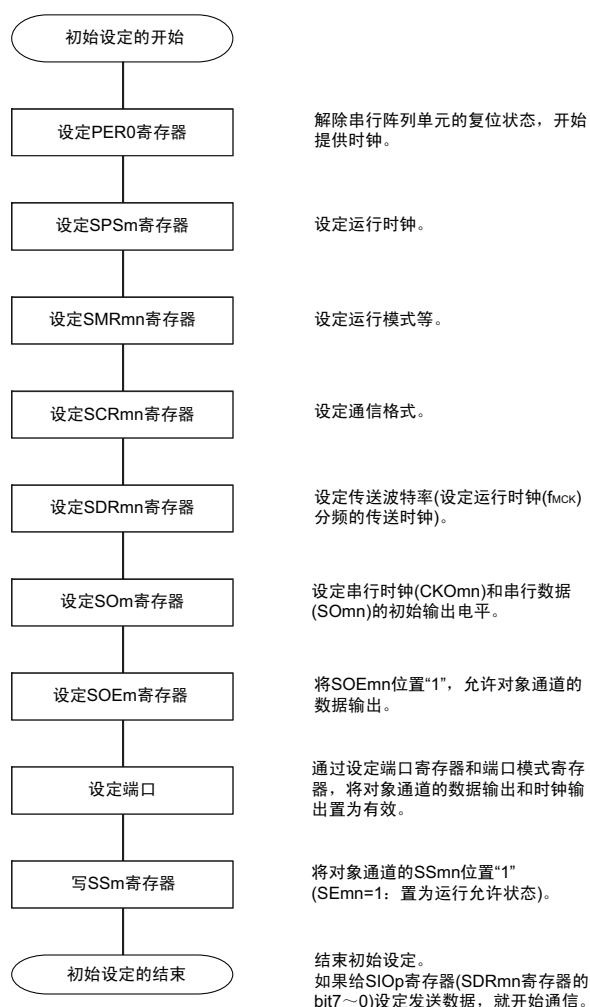 初始设定的开始
设定PER0寄存器
解除串行阵列单元的复位状态，开始
提供时钟。
设定SPSm寄存器
设定运行时钟。
设定SMRmn寄存器
设定运行模式等。
设定SCRmn寄存器
设定通信格式。
设定SDRmn寄存器
设定传送波特率(设定运行时钟(fMCK)
分频的传送时钟)。
设定SOm寄存器
设定串行时钟(CKOmn)和串行数据
(SOmn)的初始输出电平。
设定SOEm寄存器
将SOEmn位置“1”，允许对象通道的
数据输出。
设定端口
通过设定端口寄存器和端口模式寄存
器，将对象通道的数据输出和时钟输
出置为有效。
写SSm寄存器
将对象通道的SSmn位置“1”
(SEmn=1：置为运行允许状态)。
初始设定的结束
结束初始设定。
如果给SIOp寄存器(SDRmn寄存器的
bit7～0)设定发送数据，就开始通信。